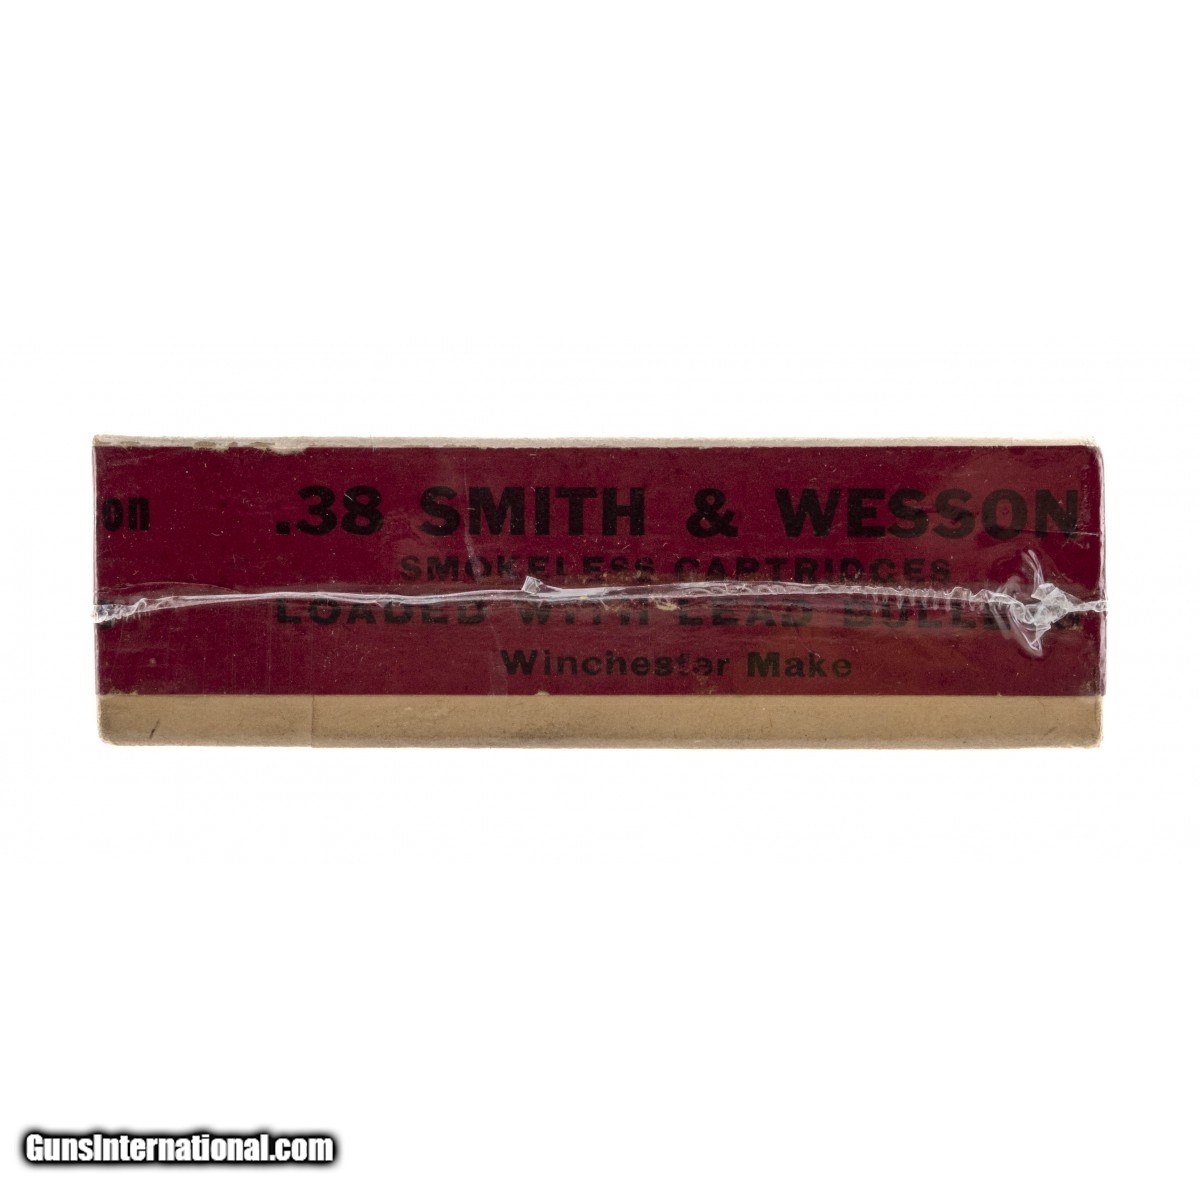 on .38 SMITH & WESSON
SMOKELESS CARTRIDGES
LOADED WITH LEAD BULLETS
Winchester Make
GunsInternational.com